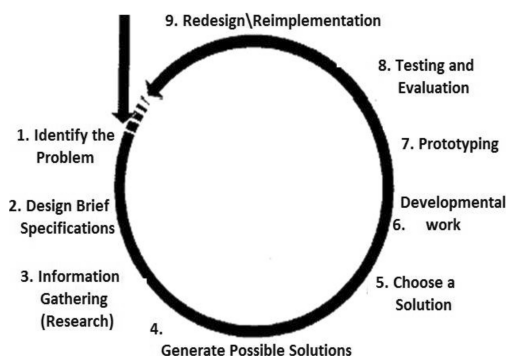 9. Redesign\Reimplementation
8. Testing and
Evaluation
7. Prototyping
Developmental
6. work
5. Choose a
Solution
4.
Generate Possible Solutions
3. Information
Gathering
(Research)
2. Design Brief
Specifications
1. Identify the
Problem